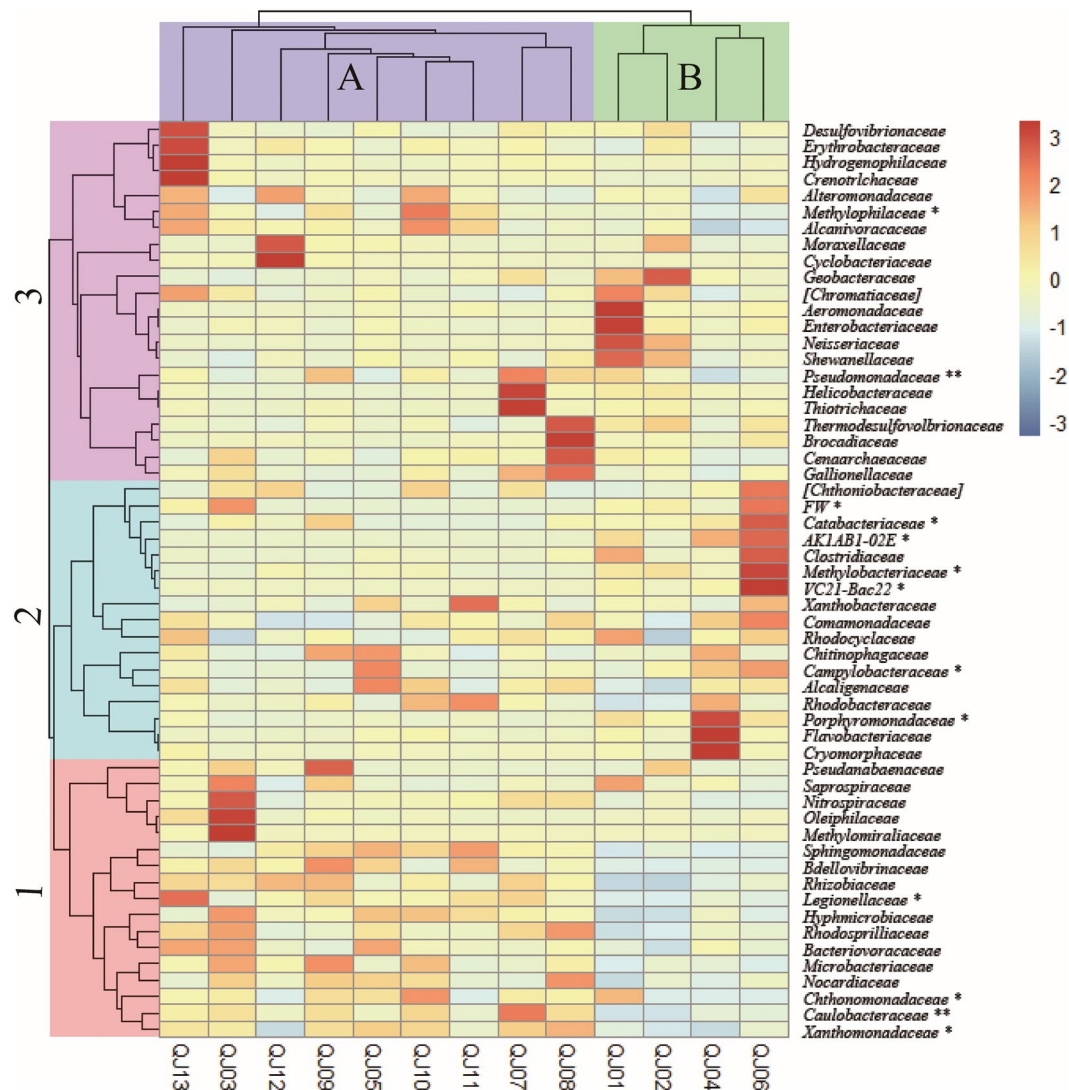 A
B
3
2
1
Desulfovibrionaceae
Erythrobacteraceae
Hydrogenophilaceae
Crenotrlchaceae
Alteromonadaceae
Methylophilaceae *
Alcanivoracaceae
Moraxellaceae
Cyclobacteriaceae
Geobacteraceae
[Chromatiaceae]
Aeromonadaceae
Enterobacteriaceae
Neisseriaceae
Shewanellaceae
Pseudomonadaceae **
Helicobacteraceae
Thiotrichaceae
Thermodesulfovolbrionaceae
Brocadiaceae
Cenaarchaeaceae
Gallionellaceae
[Chthoniobacteraceae]
FW *
Catabacteriaceae *
AK1AB1-02E *
Clostridiaceae
Methylobacteriaceae *
VC21-Bac22 *
Xanthobacteraceae
Comamonadaceae
Rhodocyclaceae
Chitinophagaceae
Campylobacteraceae *
Alcaligenaceae
Rhodobacteraceae
Porphyromonadaceae *
Flavobacteriaceae
Cryomorphaceae
Pseudanabaenaceae
Saprospiraceae
Nitrospiraceae
Oleiphilaceae
Methylomiraliaceae
Sphingomonadaceae
Bdellovibrinaceae
Rhizobiaceae
Legionellaceae *
Hyphmicrobiaceae
Rhodosprilliaceae
Bacteriovoracaceae
Microbacteriaceae
Nocardiaceae
Chthonomonadaceae *
Caulobacteraceae **
Xanthomonadaceae *
3
2
1
0
-1
-2
-3
QJ13 QJ03 QJ12 QJ09 QJ05 QJ10 QJ11 QJ07 QJ08 QJ01 QJ02 QJ04 QJ06